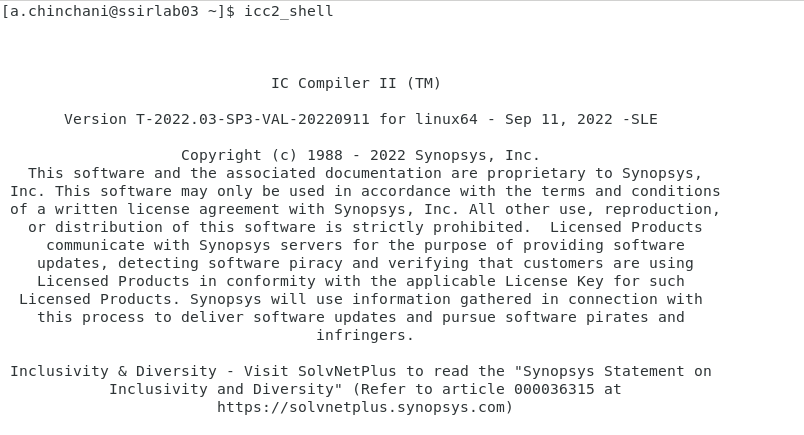 [a.chinchani@ssirlab03 ~]$ icc2_shell
IC Compiler II (TM)
Version T-2022.03-SP3-VAL-20220911 for linux64 - Sep 11, 2022 -SLE
Copyright (c) 1988 - 2022 Synopsys, Inc.
This software and the associated documentation are proprietary to Synopsys,
Inc. This software may only be used in accordance with the terms and conditions
of a written license agreement with Synopsys, Inc. All other use, reproduction,
or distribution of this software is strictly prohibited.  Licensed Products
communicate with Synopsys servers for the purpose of providing software
updates, detecting software piracy and verifying that customers are using
Licensed Products in conformity with the applicable License Key for such
Licensed Products. Synopsys will use information gathered in connection with
this process to deliver software updates and pursue software pirates and
infringers.
Inclusivity & Diversity - Visit SolvNetPlus to read the "Synopsys Statement on
Inclusivity and Diversity" (Refer to article 000036315 at
https://solvnetplus.synopsys.com)